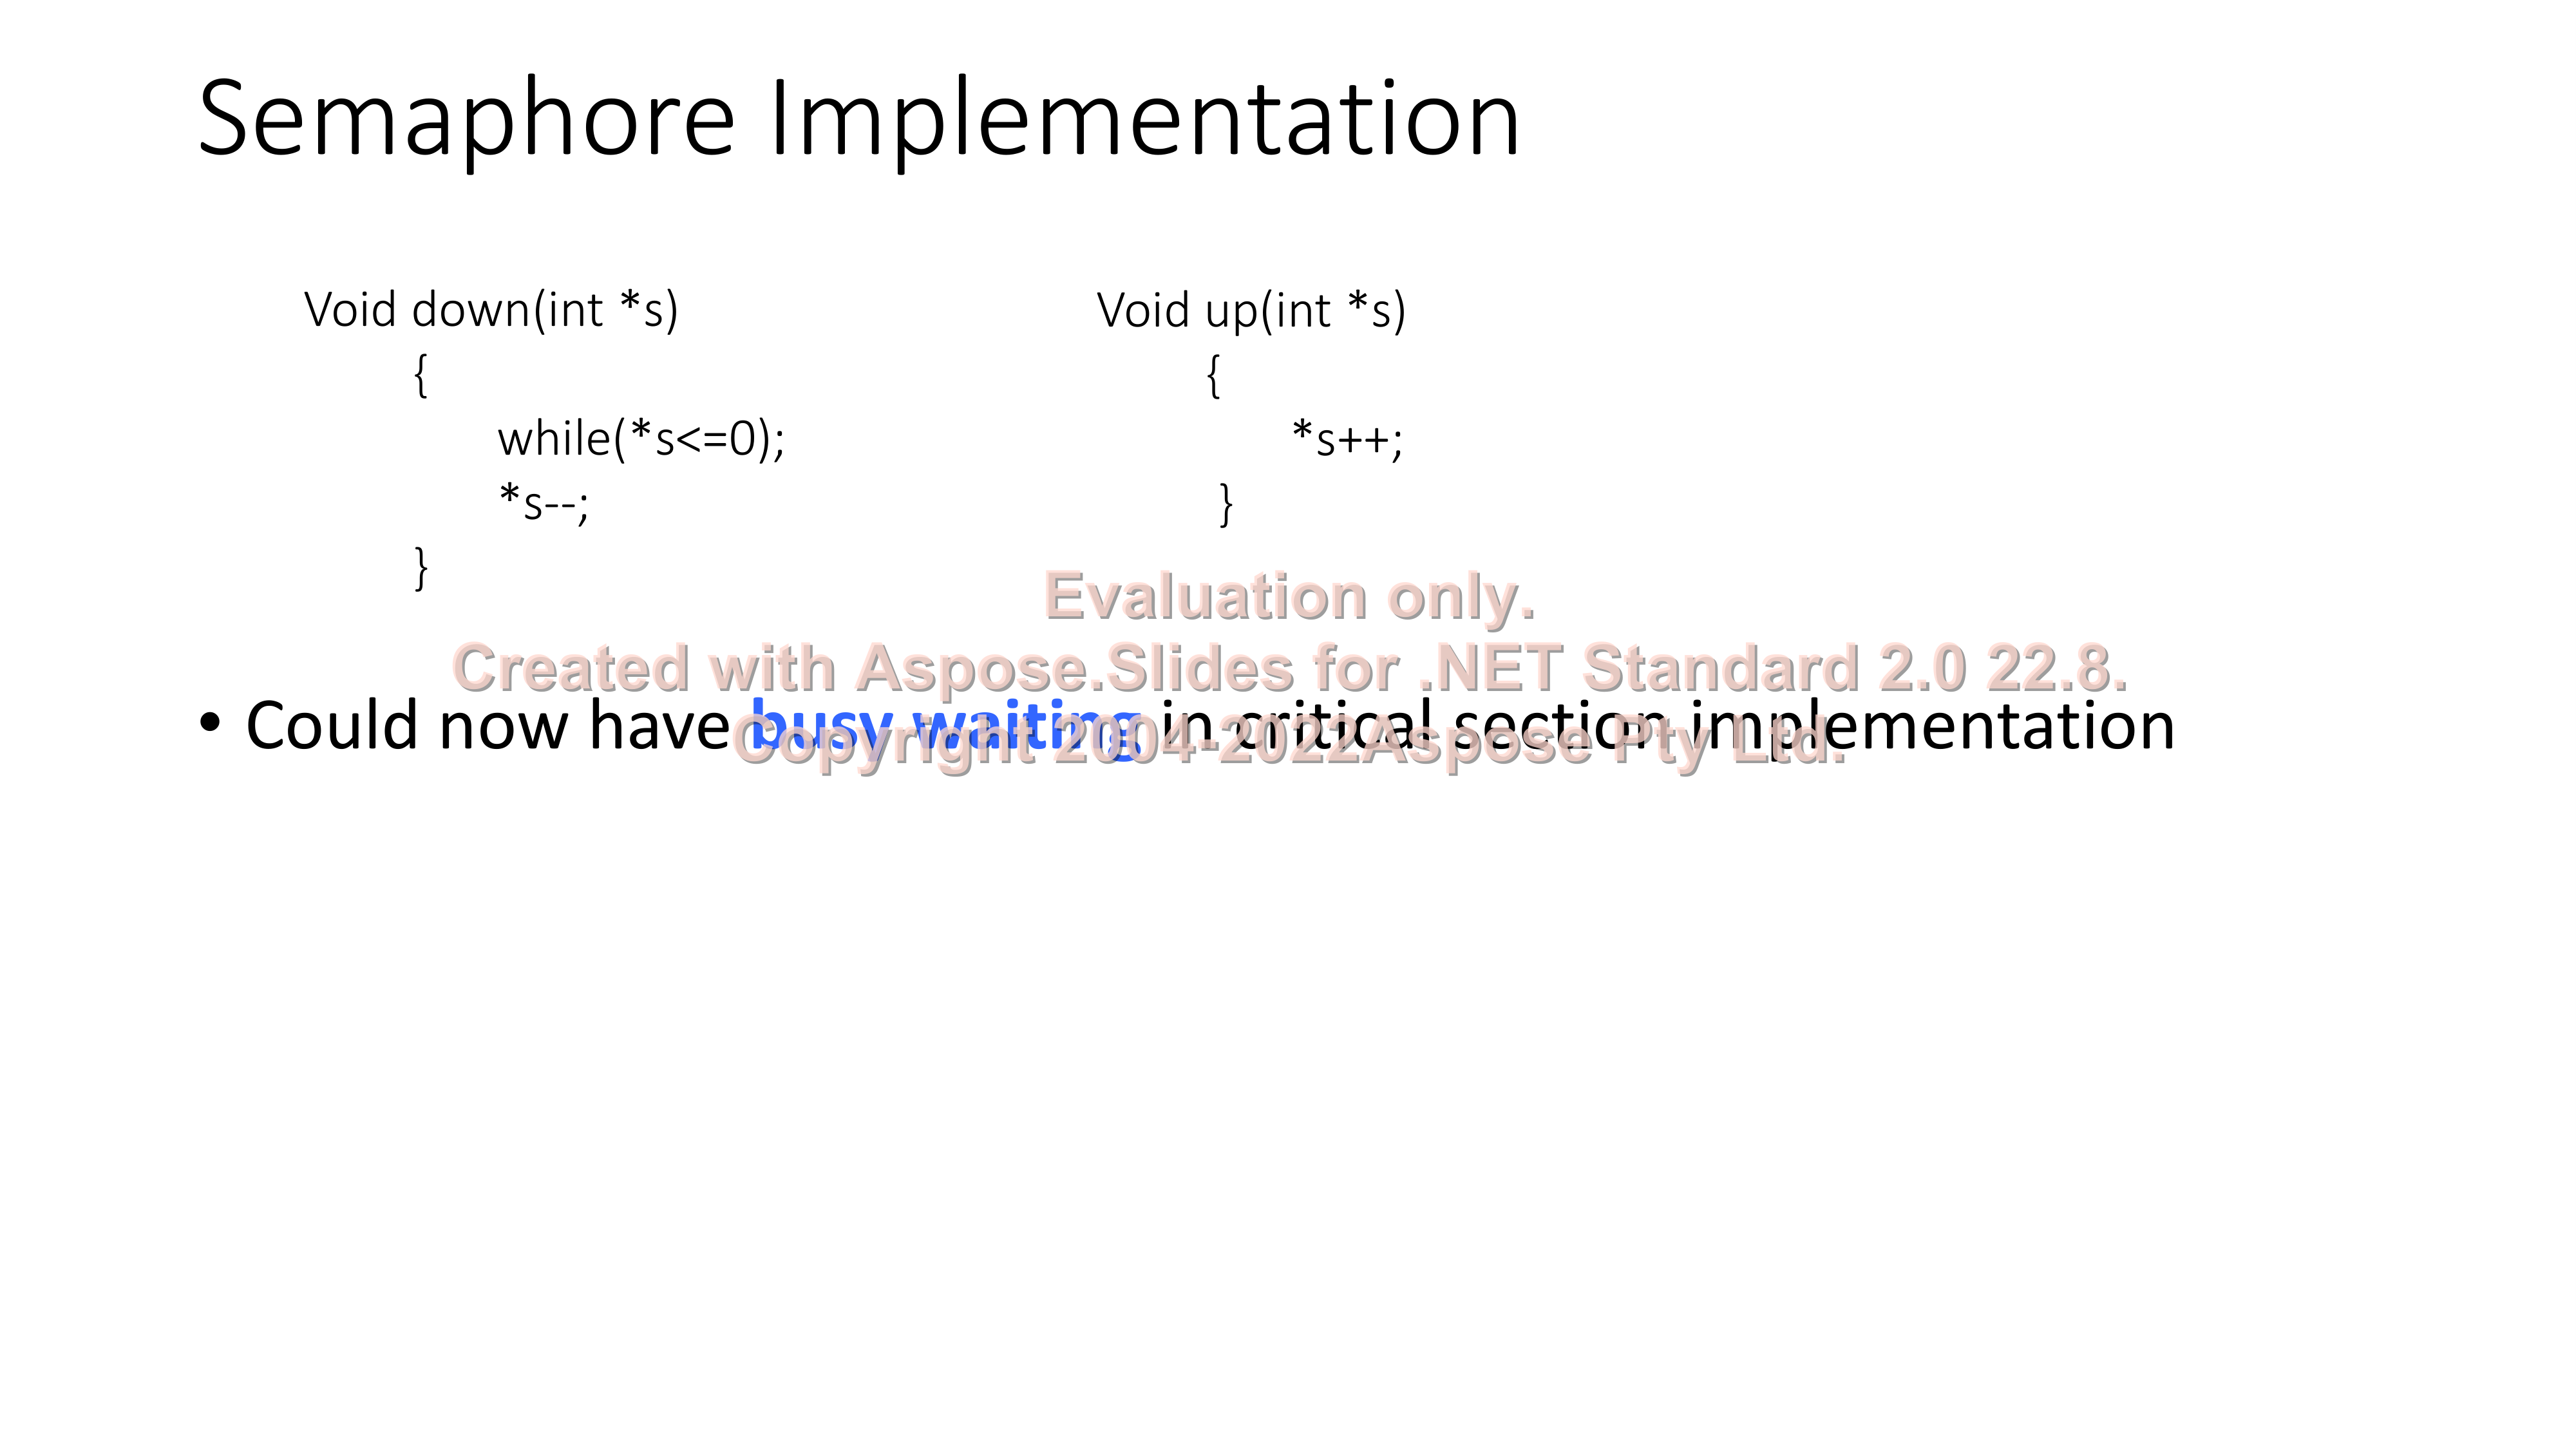 Semaphore Implementation
Void down(int *s)
{
while(*s<=0);
*s--;
}
Void up(int *s)
{
*s++;
}
Evaluation only.
Created with Aspose.Slides for .NET Standard 2.0 22.8.
Copyright 2004-2022Aspose Pty Ltd.
• Could now have busy waiting in critical section implementation